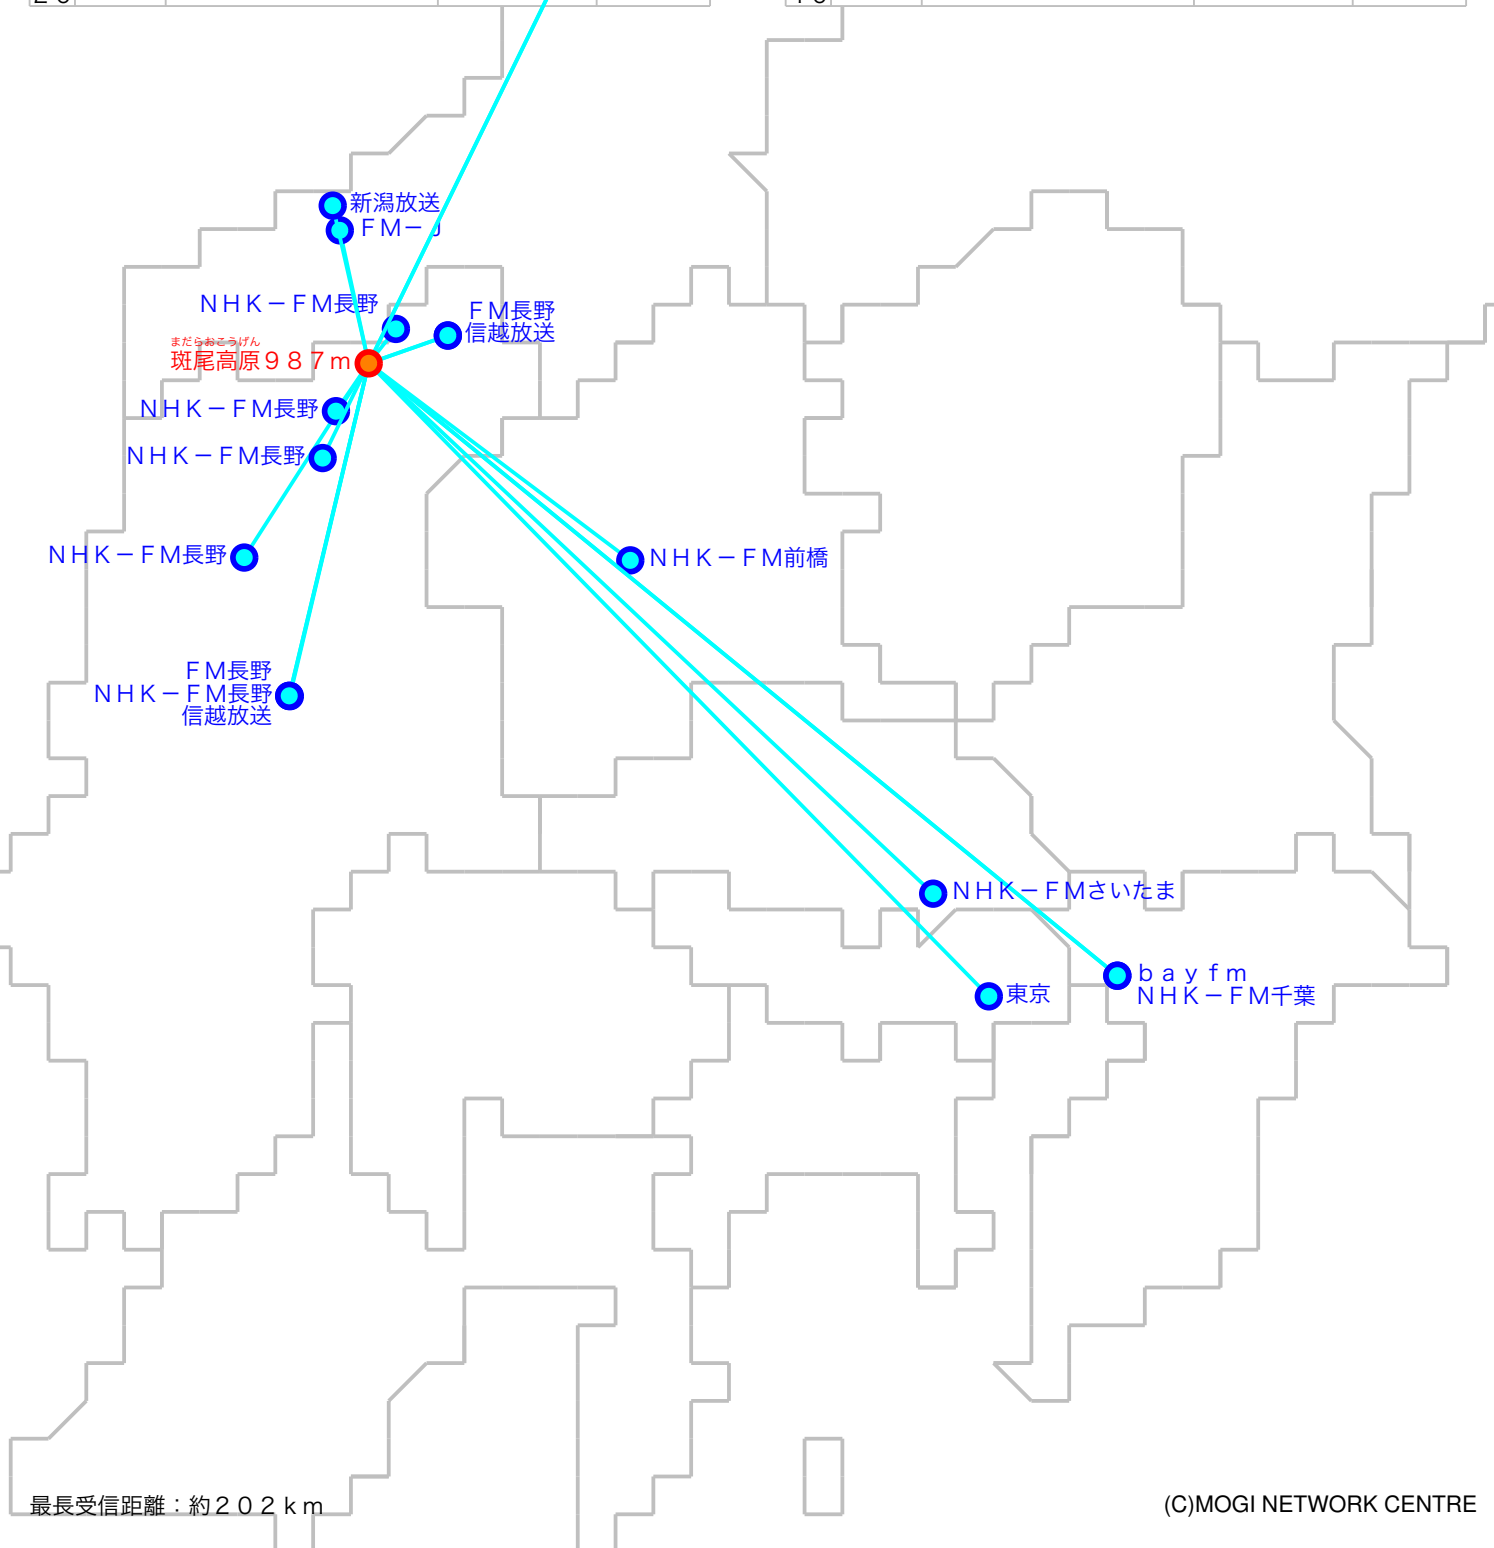 新潟放送
ＦＭ－Ｊ
ＮＨＫ－ＦＭ長野
ＦＭ長野
信越放送
まだらおこうげん
斑尾高原９８７ｍ
ＮＨＫ－ＦＭ長野
ＮＨＫ－ＦＭ長野
ＮＨＫ－ＦＭ長野
ＮＨＫ－ＦＭ前橋
ＦＭ長野
ＮＨＫ－ＦＭ長野
信越放送
ＮＨＫ－ＦＭさいたま
ｂａｙｆｍ
ＮＨＫ－ＦＭ千葉
東京
最長受信距離：約２０２ｋｍ
(C)MOGI NETWORK CENTRE